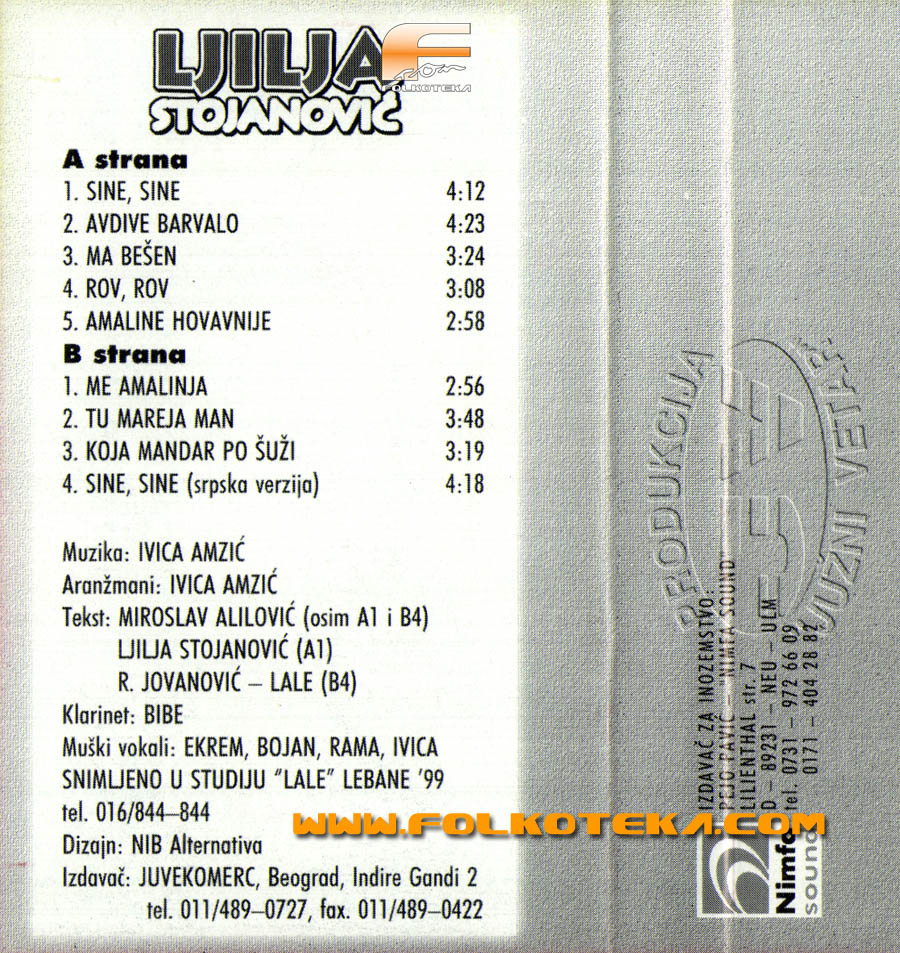 LJILJA
STOJANOVIĆ
FOLKOTEKA
A strana
1. SINE, SINE 4:12
2. AVDIVE BARVALO 4:23
3. MA BEŠEN 3:24
4. ROV, ROV 3:08
5. AMALINE HOVAVNIJE 2:58
B strana
1. ME AMALINJA 2:56
2. TU MAREJA MAN 3:48
3. KOJA MANDAR PO ŠUŽI 3:19
4. SINE, SINE (srpska verzija) 4:18
Muzika: IVICA AMZIĆ
Aranžmani: IVICA AMZIĆ
Tekst: MIROSLAV ALILOVIĆ (osim A1 i B4)
LJILJA STOJANOVIĆ (A1)
R. JOVANOVIĆ – LALE (B4)
Klarinet: BIBE
Muški vokali: EKREM, BOJAN, RAMA, IVICA
SNIMLJENO U STUDIJU "LALE" LEBANE '99
tel. 016/844–844
Dizajn: NIB Alternativa
Izdavač: JUVEKOMERC, Beograd, Indire Gandi 2
tel. 011/489–0727, fax. 011/489–0422
www.FOLKOTEKA.com
PRODUKCIJA
JUŽNI VETAR
IZDAVAČ ZA INOZEMSTVO:
PEJO PAVIĆ – "NIMFA SOUND"
LILIENTHAL str. 7
D – 89231 – NEU – ULM
tel. 0731 – 972 66 09
0171 – 404 28 82
Nimfa
sound